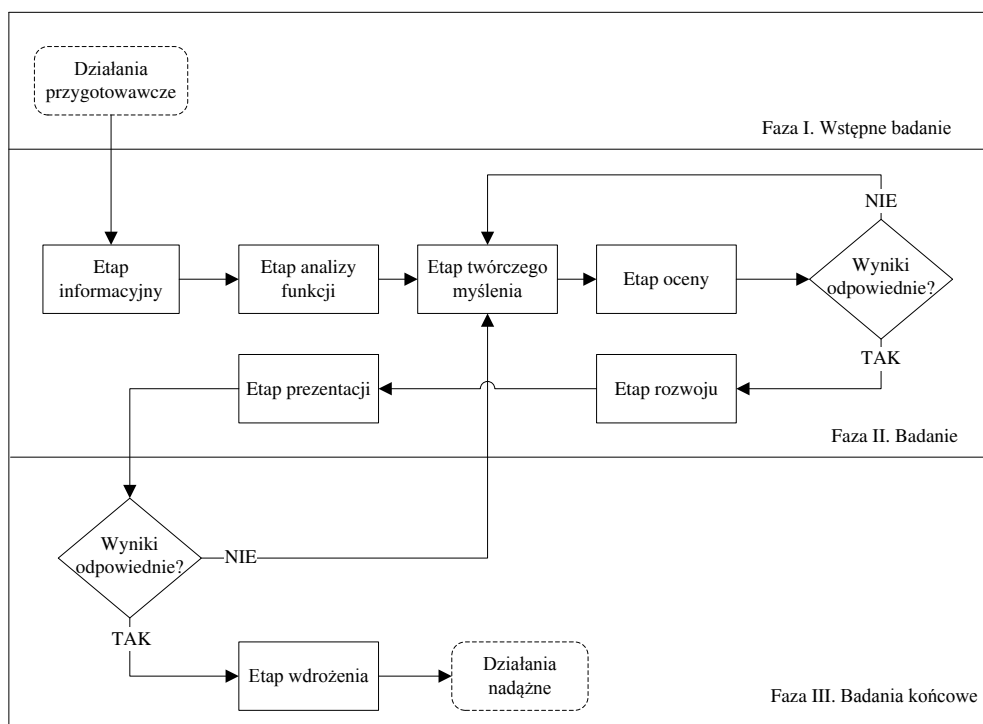 Działania
przygotowawcze
Faza I. Wstępne badanie
NIE
Etap
informacyjny
Etap analizy
funkcji
Etap twórczego
myślenia
Etap oceny
Wyniki
odpowiednie?
TAK
Etap prezentacji
Etap rozwoju
Faza II. Badanie
Wyniki
odpowiednie?
NIE
TAK
Etap wdrożenia
Działania
nadążne
Faza III. Badania końcowe